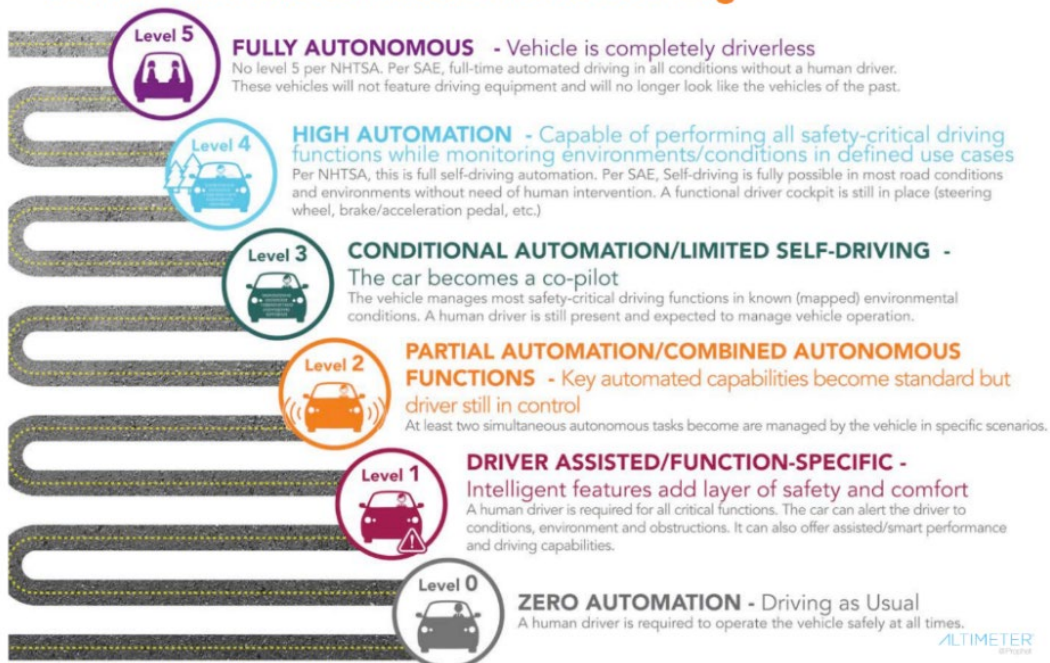 Level 5
FULLY AUTONOMOUS - Vehicle is completely driverless
No level 5 per NHTSA. Per SAE, full-time automated driving in all conditions without a human driver.
These vehicles will not feature driving equipment and will no longer look like the vehicles of the past.
Level 4
HIGH AUTOMATION - Capable of performing all safety-critical driving
functions while monitoring environments/conditions in defined use cases
Per NHTSA, this is full self-driving automation. Per SAE, Self-driving is fully possible in most road conditions
and environments without need of human intervention. A functional driver cockpit is still in place (steering
wheel, brake/acceleration pedal, etc.)
Level 3
CONDITIONAL AUTOMATION/LIMITED SELF-DRIVING -
The car becomes a co-pilot
The vehicle manages most safety-critical driving functions in known (mapped) environmental
conditions. A human driver is still present and expected to manage vehicle operation.
Level 2
PARTIAL AUTOMATION/COMBINED AUTONOMOUS
FUNCTIONS - Key automated capabilities become standard but
driver still in control
At least two simultaneous autonomous tasks become are managed by the vehicle in specific scenarios.
Level 1
DRIVER ASSISTED/FUNCTION-SPECIFIC -
Intelligent features add layer of safety and comfort
A human driver is required for all critical functions. The car can alert the driver to
conditions, environment and obstructions. It can also offer assisted/smart performance
and driving capabilities.
Level 0
ZERO AUTOMATION - Driving as Usual
A human driver is required to operate the vehicle safely at all times.
ALTIMETER
@Prophet